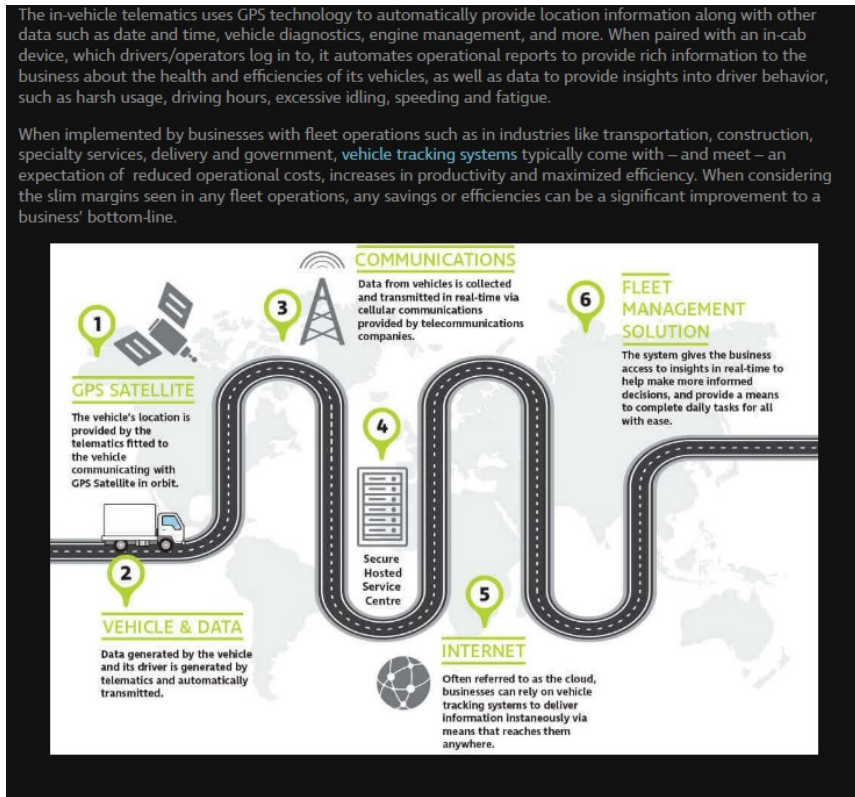 The in-vehicle telematics uses GPS technology to automatically provide location information along with other
data such as date and time, vehicle diagnostics, engine management, and more. When paired with an in-cab
device, which drivers/operators log in to, it automates operational reports to provide rich information to the
business about the health and efficiencies of its vehicles, as well as data to provide insights into driver behavior,
such as harsh usage, driving hours, excessive idling, speeding and fatigue.
When implemented by businesses with fleet operations such as in industries like transportation, construction,
specialty services, delivery and government, vehicle tracking systems typically come with – and meet – an
expectation of reduced operational costs, increases in productivity and maximized efficiency. When considering
the slim margins seen in any fleet operations, any savings or efficiencies can be a significant improvement to a
business' bottom-line.
1
GPS SATELLITE
The vehicle's location is
provided by the
telematics fitted to
the vehicle
communicating with
GPS Satellite in orbit.
2
VEHICLE & DATA
Data generated by the vehicle
and its driver is generated by
telematics and automatically
transmitted.
3
COMMUNICATIONS
Data from vehicles is collected
and transmitted in real-time via
cellular communications
provided by telecommunications
companies.
4
Secure
Hosted
Service
Centre
5
INTERNET
Often referred to as the cloud,
businesses can rely on vehicle
tracking systems to deliver
information instaneously via
means that reaches them
anywhere.
6
FLEET
MANAGEMENT
SOLUTION
The system gives the business
access to insights in real-time to
help make more informed
decisions, and provide a means
to complete daily tasks for all
with ease.